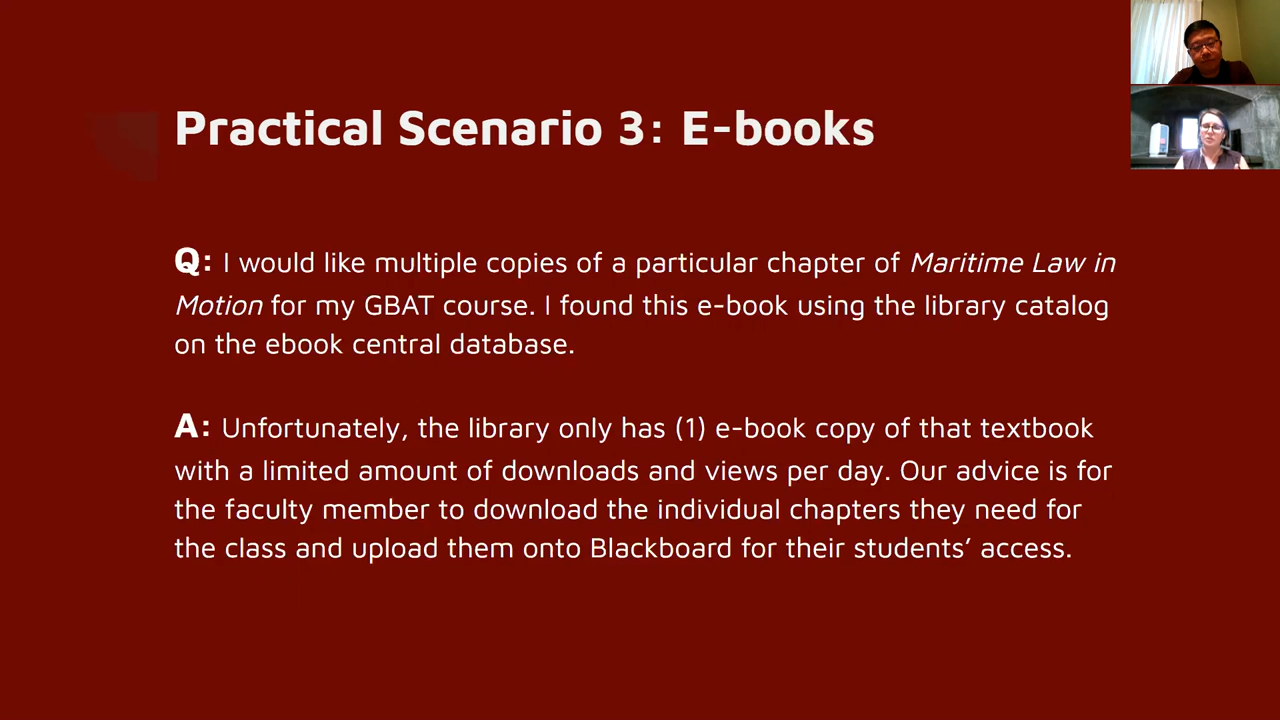 Practical Scenario 3: E-books
Q: I would like multiple copies of a particular chapter of Maritime Law in
Motion for my GBAT course. I found this e-book using the library catalog
on the ebook central database.
A: Unfortunately, the library only has (1) e-book copy of that textbook
with a limited amount of downloads and views per day. Our advice is for
the faculty member to download the individual chapters they need for
the class and upload them onto Blackboard for their students’ access.